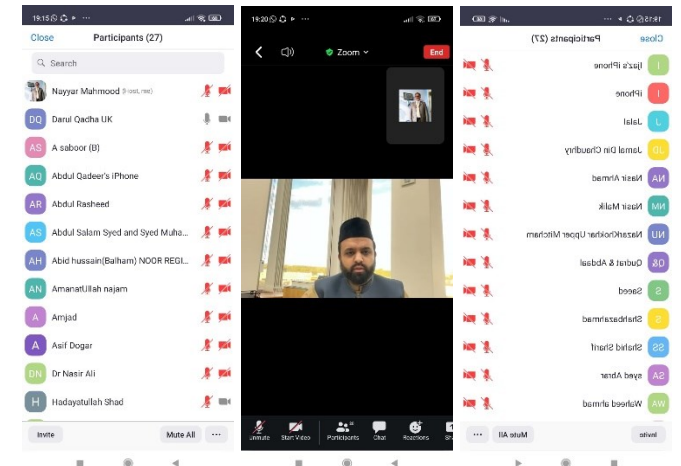 19:15
Close Participants (27)
Search
Nayyar Mahmood (Host, me)
DQ Darul Qadha UK
AS A saboor (B)
AQ Abdul Qadeer's iPhone
AR Abdul Rasheed
AS Abdul Salam Syed and Syed Muha...
AH Abid hussain(Balham) NOOR REGI...
AN AmanatUllah najam
A Amjad
A Asif Dogar
DN Dr Nasir Ali
H Hadayatullah Shad
Invite Mute All ...
19:20
Zoom End
Unmute Start Video Participants Chat Reactions
19:15
Close Participants (27)
I Ijaz's iPhone
I iPhone
J Jalal
JD Jamal Din Chaudhry
NA Nasir Ahmad
NM Nasir Malik
NU NazarKhokhar Upper Mitcham
Q& Qudrat & Abdaal
S Saeed
S Shahbazahmad
SS Shahid Sharif
SA syed Abrar
WA Waheed ahmad
Invite Mute All ...